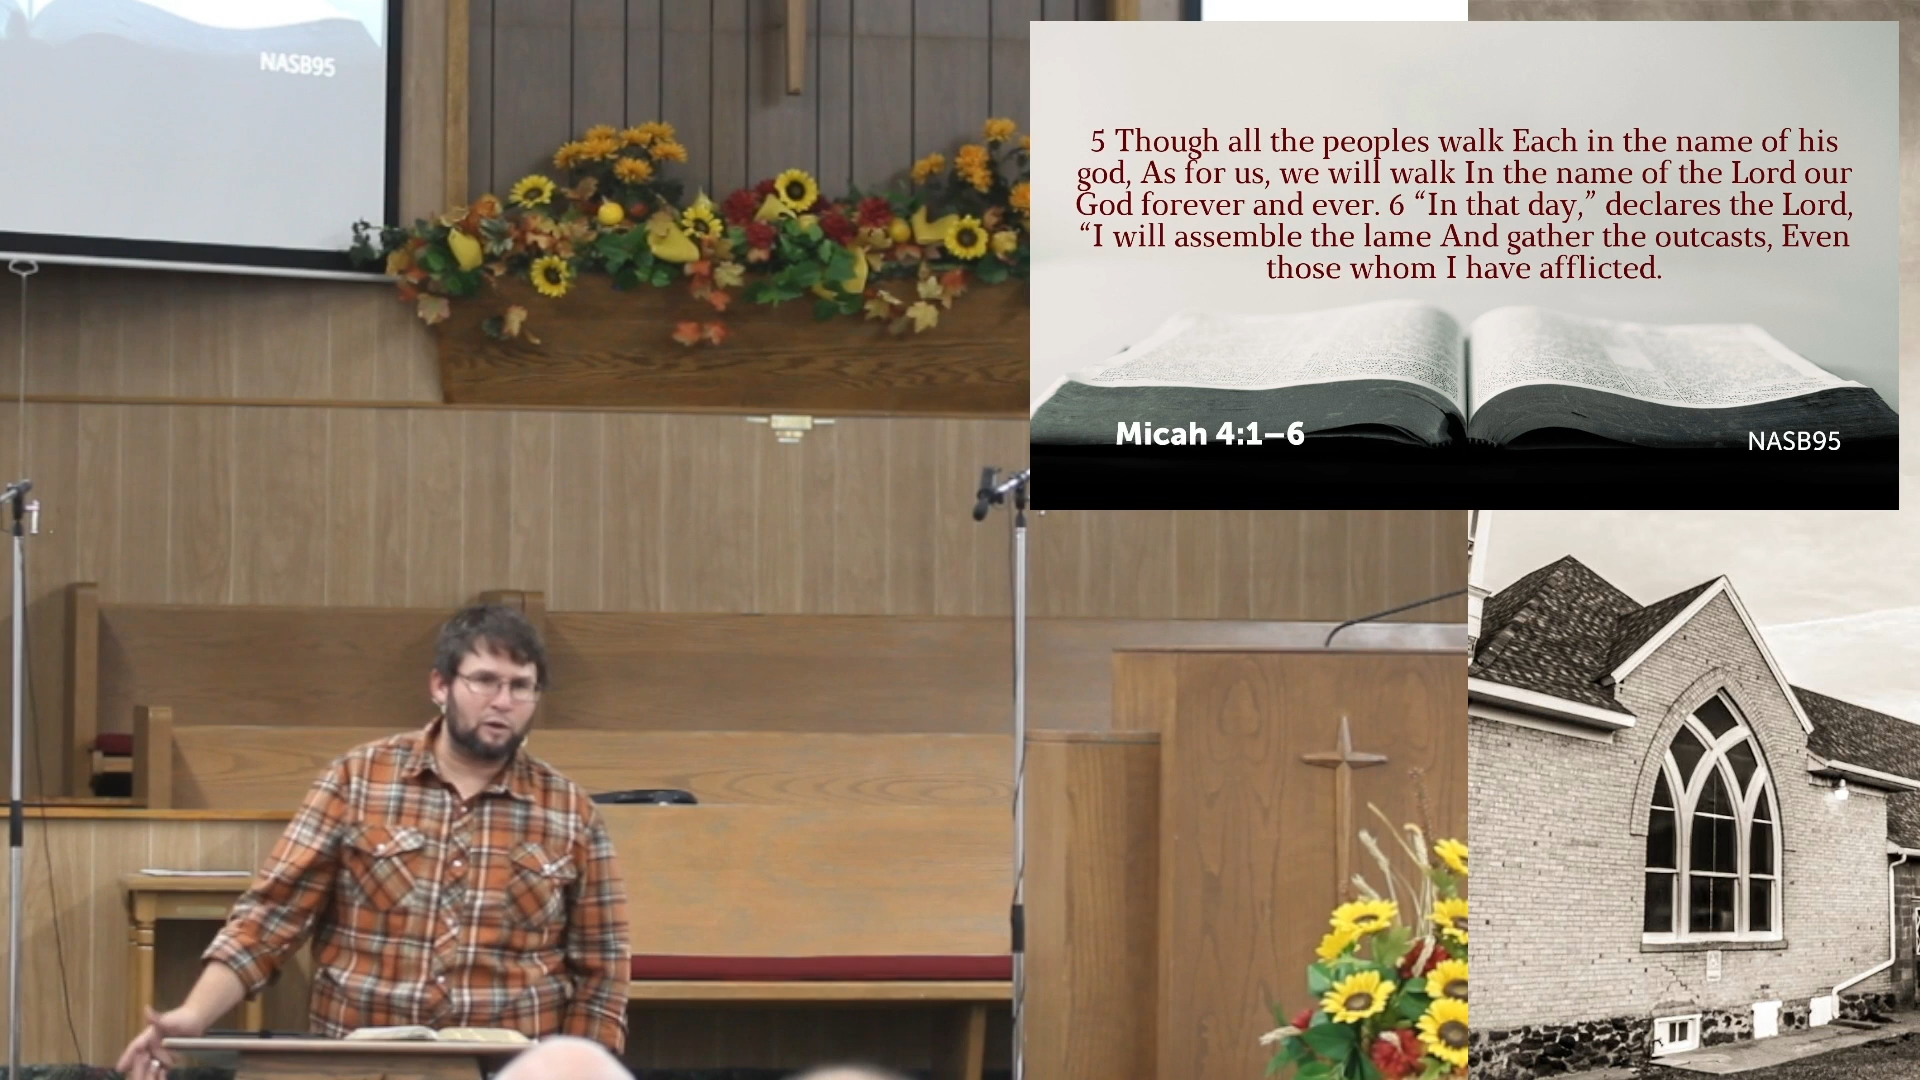 NASB95
5 Though all the peoples walk Each in the name of his
god, As for us, we will walk In the name of the Lord our
God forever and ever. 6 “In that day,” declares the Lord,
“I will assemble the lame And gather the outcasts, Even
those whom I have afflicted.
Micah 4:1–6
NASB95